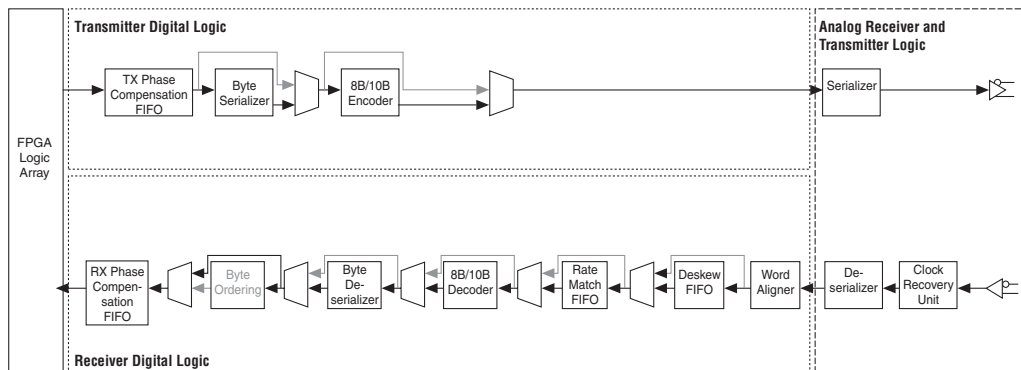 Transmitter Digital Logic
Analog Receiver and
Transmitter Logic
TX Phase
Compensation
FIFO
Byte
Serializer
8B/10B
Encoder
Serializer
FPGA
Logic
Array
RX Phase
Compen-
sation
FIFO
Byte
Ordering
Byte
De-
serializer
8B/10B
Decoder
Rate
Match
FIFO
Deskew
FIFO
Word
Aligner
De-
serializer
Clock
Recovery
Unit
Receiver Digital Logic